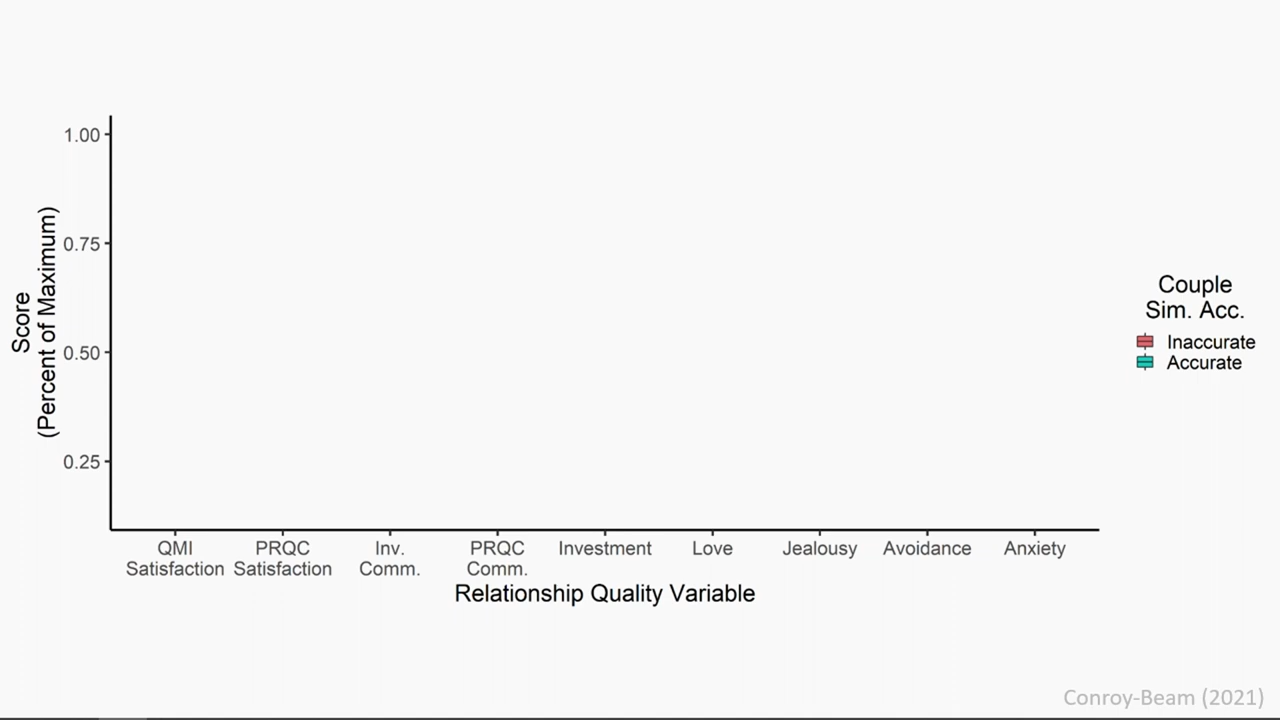 1.00
0.75
0.50
0.25
Score
(Percent of Maximum)
QMI
Satisfaction
PRQC
Satisfaction
Inv.
Comm.
PRQC
Comm.
Investment
Love
Jealousy
Avoidance
Anxiety
Relationship Quality Variable
Couple
Sim. Acc.
Inaccurate
Accurate
Conroy-Beam (2021)